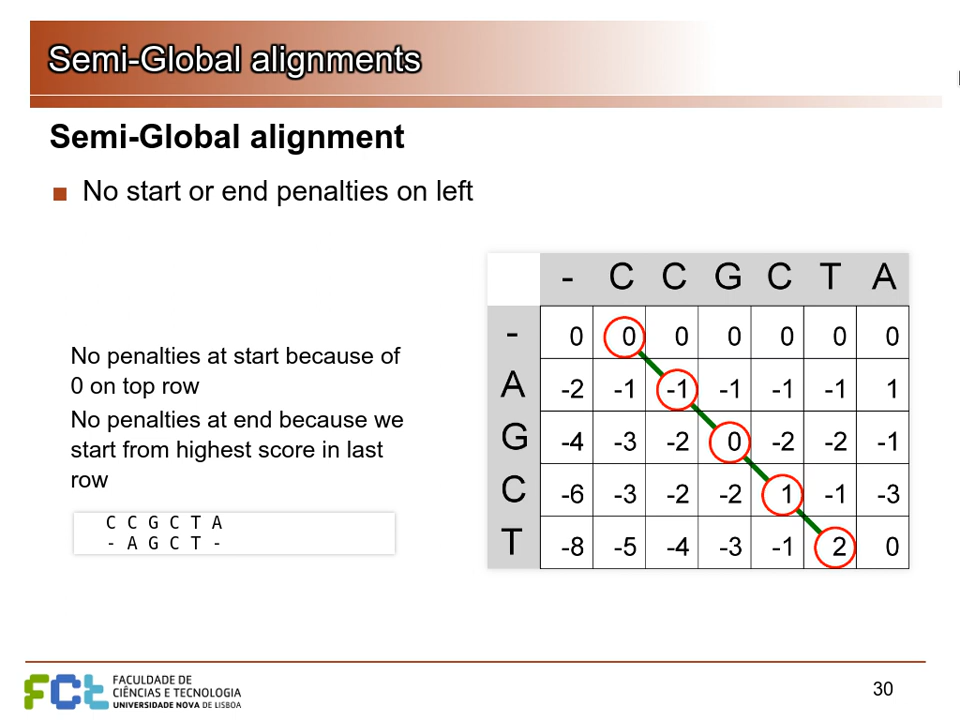 Semi-Global alignments
Semi-Global alignment
No start or end penalties on left
No penalties at start because of
0 on top row
No penalties at end because we
start from highest score in last
row
C C G C T A
- A G C T -
- C C G C T A
- 0 0 0 0 0 0 0
A -2 -1 -1 -1 -1 -1 1
G -4 -3 -2 0 -2 -2 -1
C -6 -3 -2 -2 1 -1 -3
T -8 -5 -4 -3 -1 2 0
FCt
FACULDADE DE
CIÊNCIAS E TECNOLOGIA
UNIVERSIDADE NOVA DE LISBOA
30